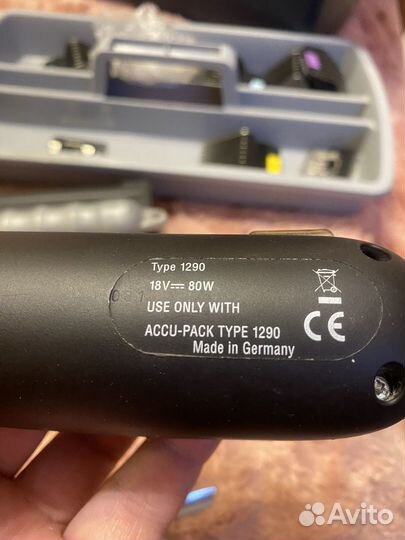 Type 1290
18V⎓ 80W
USE ONLY WITH
ACCU-PACK TYPE 1290
Made in Germany
CE
Avito